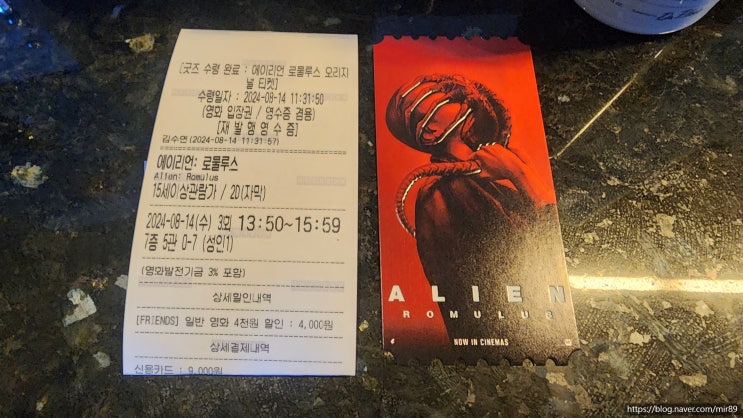 [굿즈 수령 완료 : 에이리언 로물루스 오리지
널 티켓]
수령일자 : 2024-08-14 11:31:50
(영화 입장권 / 영수증 겸용)
[재 발 행 영 수 증]
김수연(2024-08-14 11:31:57)
에이리언: 로물루스
Alien: Romulus
15세이상관람가 / 2D(자막)
2024-08-14(수) 3회 13:50~15:59
7층 5관 O-7 (성인1)
(영화발전기금 3% 포함)
상세할인내역
[FRIENDS] 일반 영화 4천원 할인 : 4,000원
상세결제내역
신용카드 : 9,000원
ALIEN
ROMULUS
NOW IN CINEMAS
https://blog.naver.com/mir89